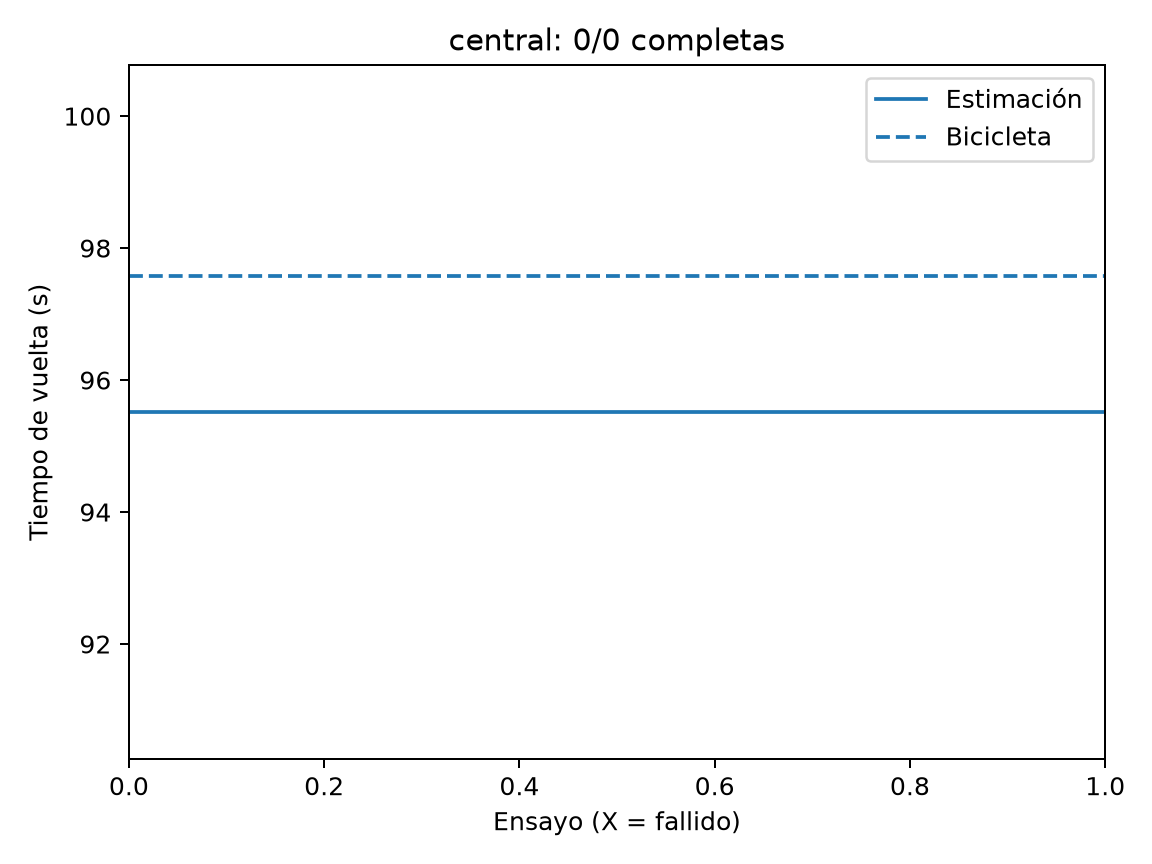 central: 0/0 completas
Estimación
Bicicleta
100
98
96
94
92
Tiempo de vuelta (s)
0.0 0.2 0.4 0.6 0.8 1.0
Ensayo (X = fallido)